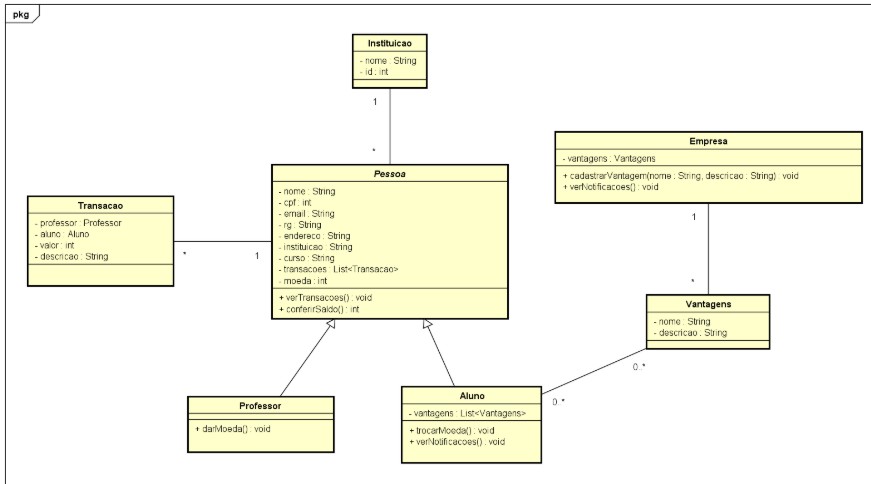 pkg
Instituicao
- nome : String
- id : int
1
*
Pessoa
- nome : String
- cpf : int
- email : String
- rg : String
- endereco : String
- instituicao : String
- curso : String
- transacoes : List<Transacao>
- moeda : int
+ verTransacoes() : void
+ conferirSaldo() : int
Transacao
- professor : Professor
- aluno : Aluno
- valor : int
- descricao : String
*
1
Empresa
- vantagens : Vantagens
+ cadastrarVantagem(nome : String, descricao : String) : void
+ verNotificacoes() : void
1
*
Vantagens
- nome : String
- descricao : String
0..*
0..*
Professor
+ darMoeda() : void
Aluno
- vantagens : List<Vantagens>
+ trocarMoeda() : void
+ verNotificacoes() : void